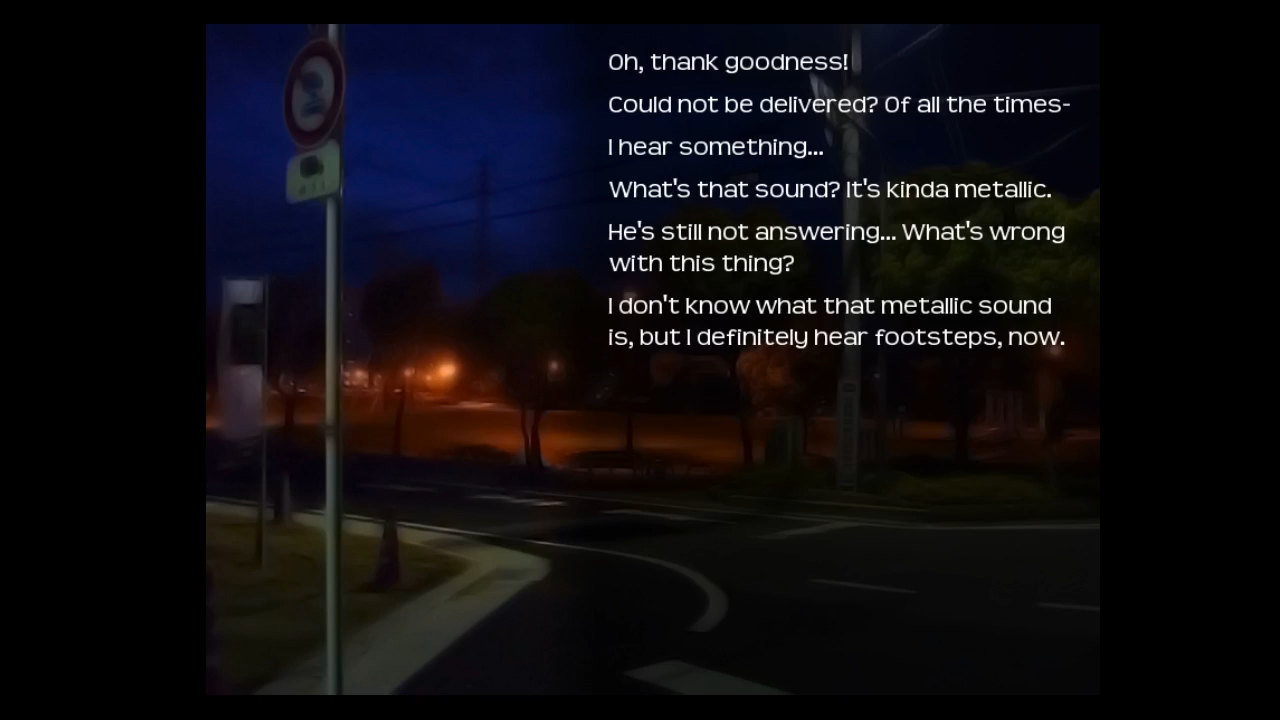 Oh, thank goodness!
Could not be delivered? Of all the times-
I hear something...
What's that sound? It's kinda metallic.
He's still not answering... What's wrong
with this thing?
I don't know what that metallic sound
is, but I definitely hear footsteps, now.